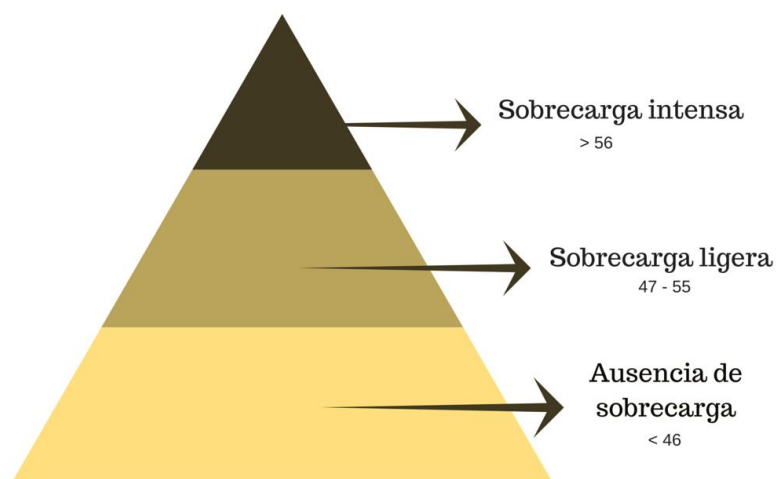 Sobrecarga intensa
> 56
Sobrecarga ligera
47 - 55
Ausencia de
sobrecarga
< 46